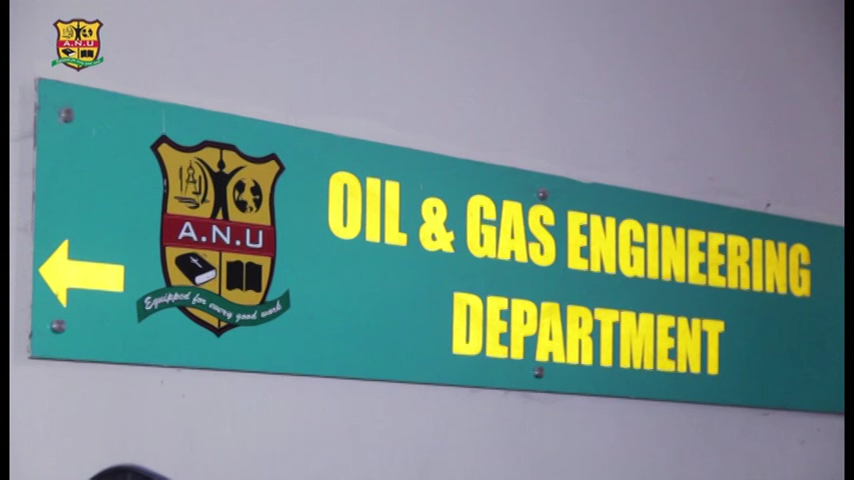 A.N.U
A.N.U
Equipped for every good work
OIL & GAS ENGINEERING
DEPARTMENT